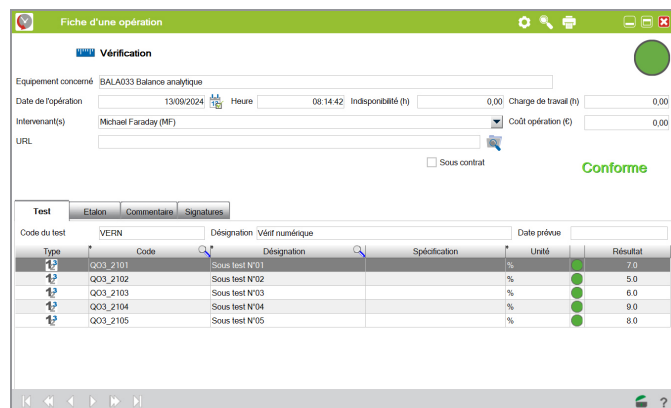 Fiche d'une opération
Vérification
Equipement concerné BALA033 Balance analytique
Date de l'opération 13/09/2024 12 Heure 08:14:42 Indisponibilité (h) 0,00 Charge de travail (h) 0,00
Intervenant(s) Michael Faraday (MF) Coût opération (€) 0,00
URL
Sous contrat
Conforme
Test Etalon Commentaire Signatures
Code du test VERN Désignation Vérif numérique Date prévue
Type Code Désignation Spécification Unité Résultat
QO3_2101 Sous test N°01 % 7.0
QO3_2102 Sous test N°02 % 5.0
QO3_2103 Sous test N°03 % 6.0
QO3_2104 Sous test N°04 % 9.0
QO3_2105 Sous test N°05 % 8.0
?